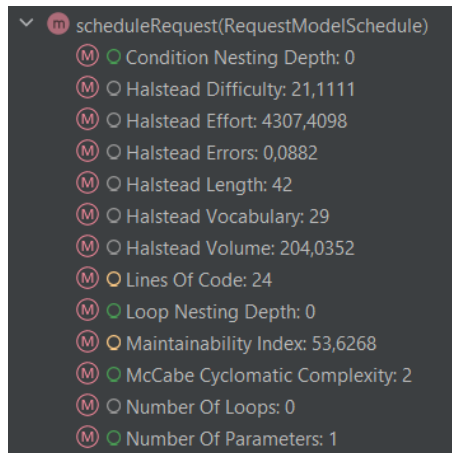 m scheduleRequest(RequestModelSchedule)
M Condition Nesting Depth: 0
M Halstead Difficulty: 21,1111
M Halstead Effort: 4307,4098
M Halstead Errors: 0,0882
M Halstead Length: 42
M Halstead Vocabulary: 29
M Halstead Volume: 204,0352
M Lines Of Code: 24
M Loop Nesting Depth: 0
M Maintainability Index: 53,6268
M McCabe Cyclomatic Complexity: 2
M Number Of Loops: 0
M Number Of Parameters: 1